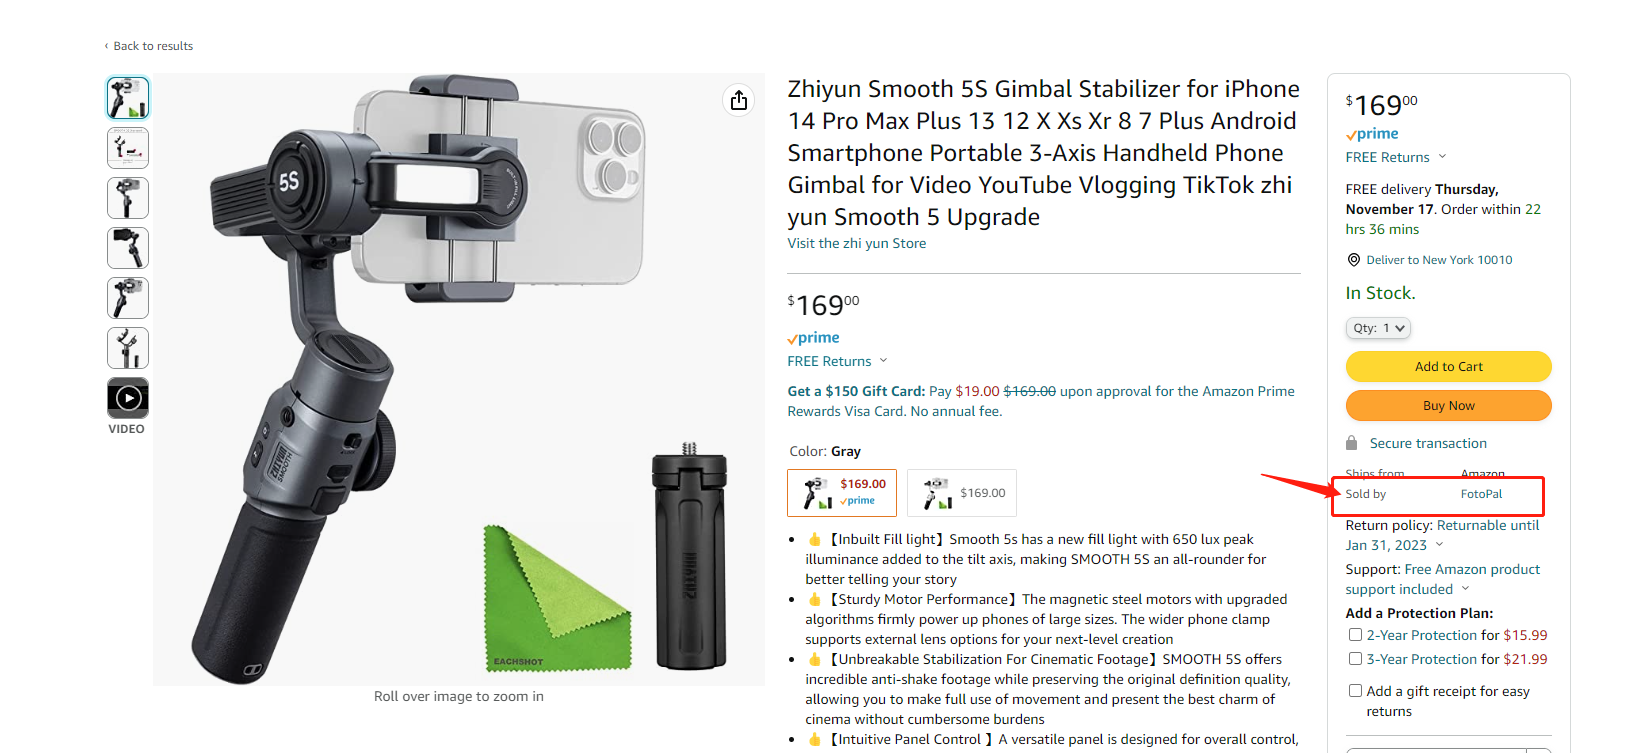 ‹ Back to results
5S
ZHIYUN
SMOOTH
EACHSHOT
ZHIYUN
VIDEO
Roll over image to zoom in
Zhiyun Smooth 5S Gimbal Stabilizer for iPhone
14 Pro Max Plus 13 12 X Xs Xr 8 7 Plus Android
Smartphone Portable 3-Axis Handheld Phone
Gimbal for Video YouTube Vlogging TikTok zhi
yun Smooth 5 Upgrade
Visit the zhi yun Store
$16900
prime
FREE Returns
Get a $150 Gift Card: Pay $19.00 $169.00 upon approval for the Amazon Prime
Rewards Visa Card. No annual fee.
Color: Gray
$169.00
prime
$169.00
• 👍【Inbuilt Fill light】Smooth 5s has a new fill light with 650 lux peak
illuminance added to the tilt axis, making SMOOTH 5S an all-rounder for
better telling your story
• 👍【Sturdy Motor Performance】The magnetic steel motors with upgraded
algorithms firmly power up phones of large sizes. The wider phone clamp
supports external lens options for your next-level creation
• 👍【Unbreakable Stabilization For Cinematic Footage】SMOOTH 5S offers
incredible anti-shake footage while preserving the original definition quality,
allowing you to make full use of movement and present the best charm of
cinema without cumbersome burdens
• 👍【Intuitive Panel Control 】A versatile panel is designed for overall control,
$16900
prime
FREE Returns
FREE delivery Thursday,
November 17. Order within 22
hrs 36 mins
Deliver to New York 10010
In Stock.
Qty: 1
Add to Cart
Buy Now
Secure transaction
Ships from Amazon
Sold by FotoPal
Return policy: Returnable until
Jan 31, 2023
Support: Free Amazon product
support included
Add a Protection Plan:
2-Year Protection for $15.99
3-Year Protection for $21.99
Add a gift receipt for easy
returns